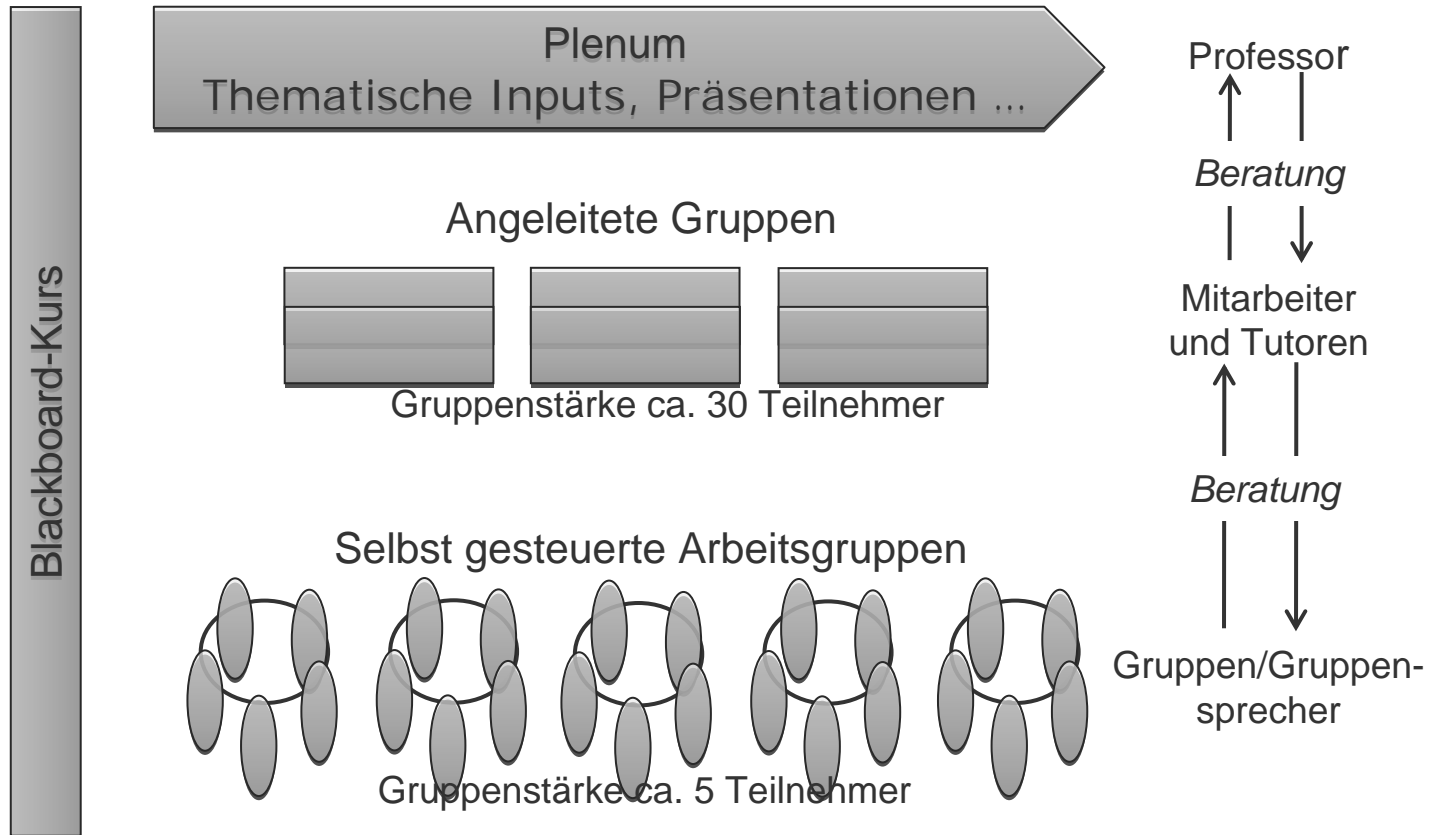 Blackboard-Kurs
Plenum
Thematische Inputs, Präsentationen ...
Angeleitete Gruppen
Gruppenstärke ca. 30 Teilnehmer
Selbst gesteuerte Arbeitsgruppen
Gruppenstärke ca. 5 Teilnehmer
Professor
Beratung
Mitarbeiter
und Tutoren
Beratung
Gruppen/Gruppen-
sprecher